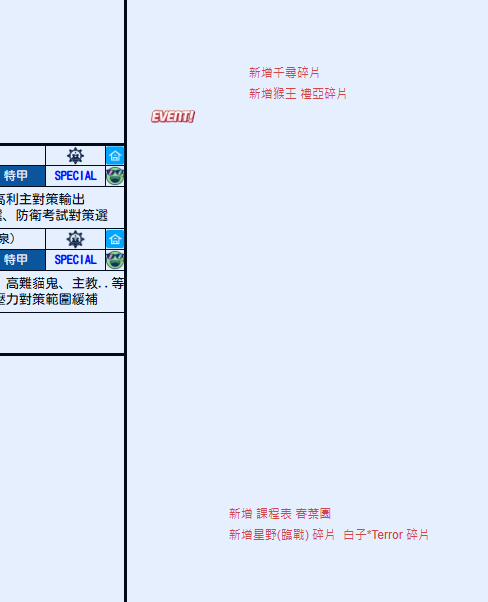 新增千尋碎片
新增猴王 禮亞碎片
EVENT!
特甲 SPECIAL
高利主對策輸出
、防衛考試對策選
泉）
特甲 SPECIAL
高難貓鬼、主教..等
壓力對策範圍緩補
新增 課程表 春葉園
新增星野(臨戰) 碎片 白子*Terror 碎片